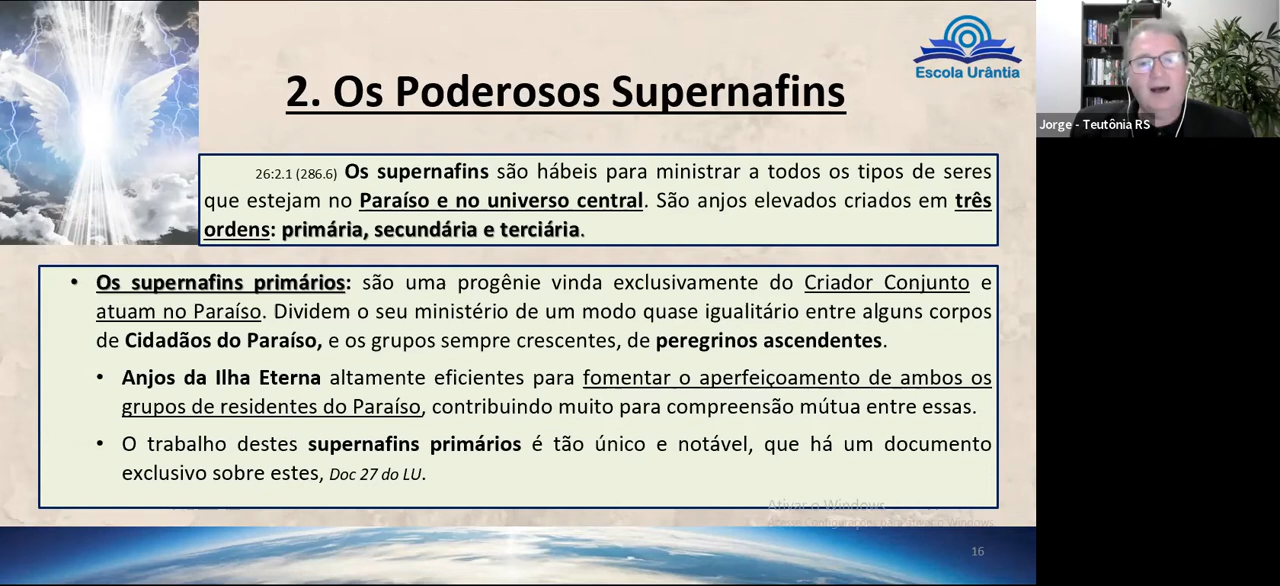 Escola Urântia
2. Os Poderosos Supernafins
26:2.1 (286.6) Os supernafins são hábeis para ministrar a todos os tipos de seres
que estejam no Paraíso e no universo central. São anjos elevados criados em três
ordens: primária, secundária e terciária.
• Os supernafins primários: são uma progênie vinda exclusivamente do Criador Conjunto e
atuam no Paraíso. Dividem o seu ministério de um modo quase igualitário entre alguns corpos
de Cidadãos do Paraíso, e os grupos sempre crescentes, de peregrinos ascendentes.
• Anjos da Ilha Eterna altamente eficientes para fomentar o aperfeiçoamento de ambos os
grupos de residentes do Paraíso, contribuindo muito para compreensão mútua entre essas.
• O trabalho destes supernafins primários é tão único e notável, que há um documento
exclusivo sobre estes, Doc 27 do LU.
Ativar o Windows
Acesse Configurações para ativar o Windows.
16
Jorge - Teutônia RS